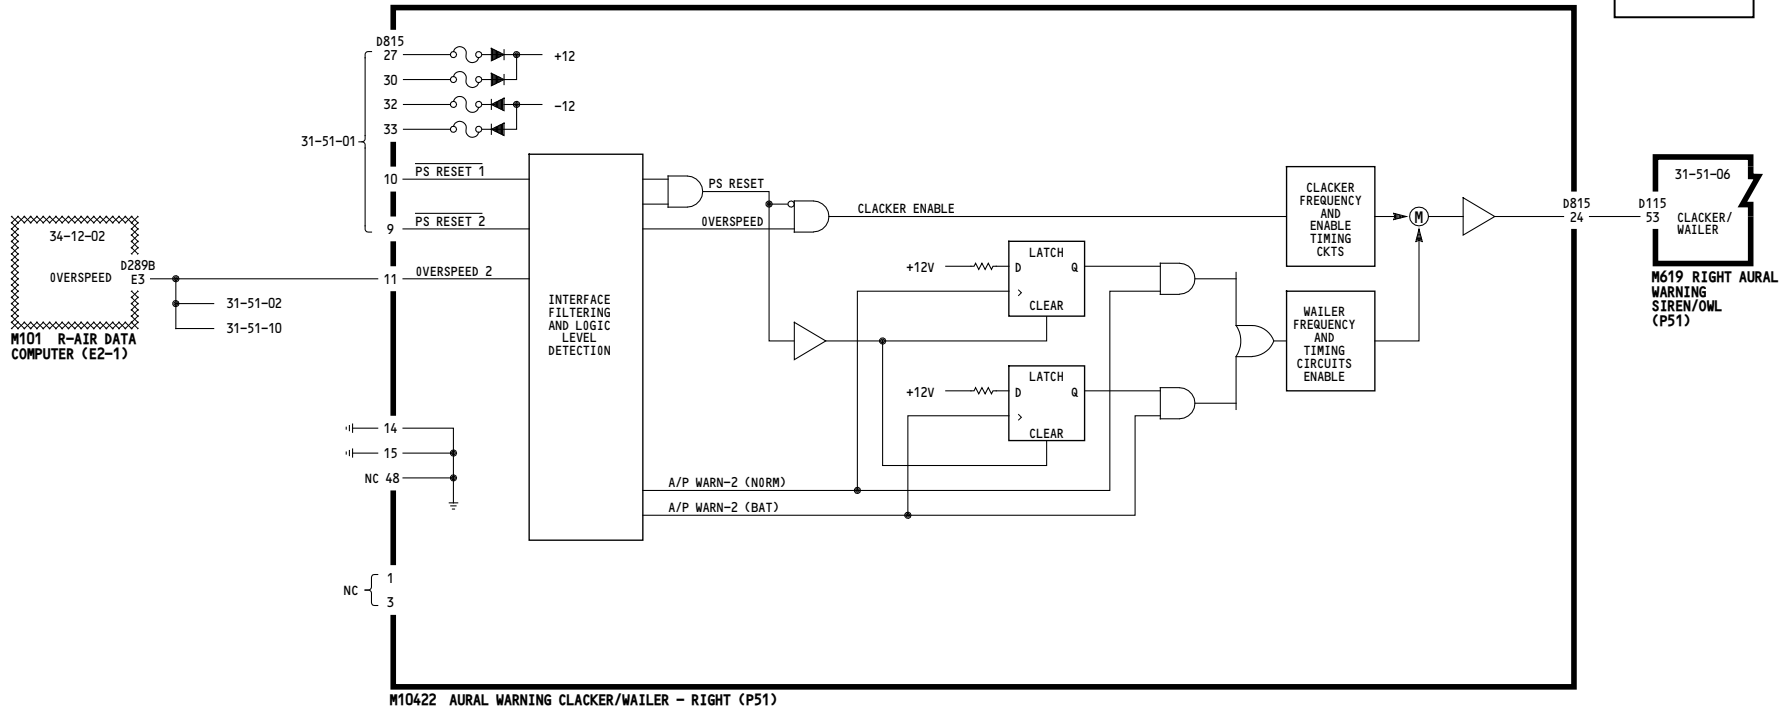 D815
27
+12
30
32
-12
33
31-51-01
10
PS RESET 1
9
PS RESET 2
34-12-02
OVERSPEED
D289B
E3
11
OVERSPEED 2
31-51-02
31-51-10
M101 R-AIR DATA
COMPUTER (E2-1)
INTERFACE
FILTERING
AND LOGIC
LEVEL
DETECTION
PS RESET
OVERSPEED
CLACKER ENABLE
+12V
LATCH
D
Q
>
CLEAR
+12V
LATCH
D
Q
>
CLEAR
A/P WARN-2 (NORM)
A/P WARN-2 (BAT)
CLACKER
FREQUENCY
AND
ENABLE
TIMING
CKTS
WAILER
FREQUENCY
AND
TIMING
CIRCUITS
ENABLE
M
D815
24
D115
53
31-51-06
CLACKER/
WAILER
M619 RIGHT AURAL
WARNING
SIREN/OWL
(P51)
14
15
NC 48
NC
1
3
M10422 AURAL WARNING CLACKER/WAILER - RIGHT (P51)